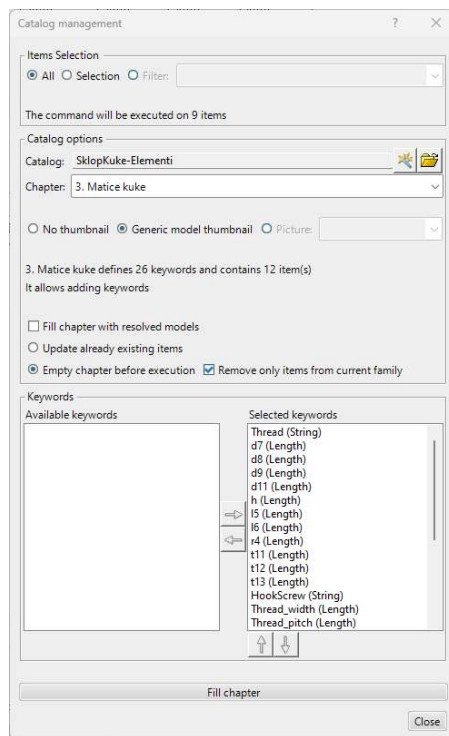 Catalog management ? ×
Items Selection
All Selection Filter:
The command will be executed on 9 items
Catalog options
Catalog: SklopKuke-Elementi
Chapter: 3. Matice kuke
No thumbnail Generic model thumbnail Picture:
3. Matice kuke defines 26 keywords and contains 12 item(s)
It allows adding keywords
Fill chapter with resolved models
Update already existing items
Empty chapter before execution Remove only items from current family
Keywords
Available keywords
Selected keywords
Thread (String)
d7 (Length)
d8 (Length)
d9 (Length)
d11 (Length)
h (Length)
l5 (Length)
l6 (Length)
r4 (Length)
t11 (Length)
t12 (Length)
t13 (Length)
HookScrew (String)
Thread_width (Length)
Thread_pitch (Length)
Fill chapter
Close